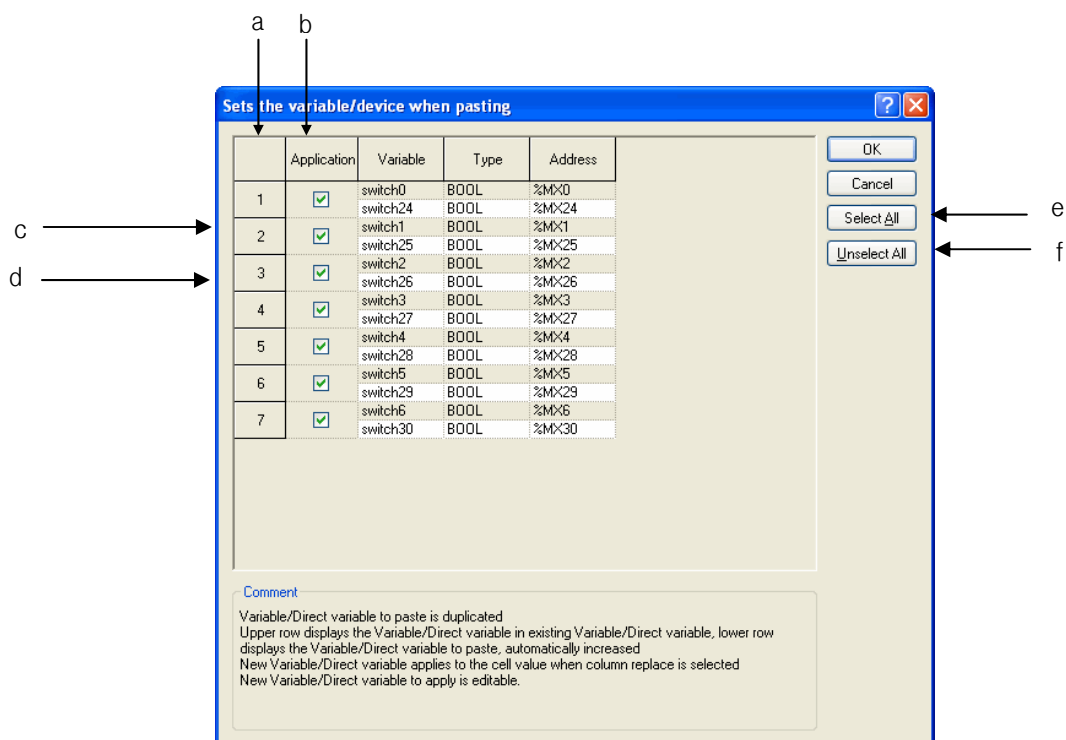 a b
Sets the variable/device when pasting
Application Variable Type Address
OK
Cancel
Select All
Unselect All
1
switch0 BOOL %MX0
switch24 BOOL %MX24
2
switch1 BOOL %MX1
switch25 BOOL %MX25
3
switch2 BOOL %MX2
switch26 BOOL %MX26
4
switch3 BOOL %MX3
switch27 BOOL %MX27
5
switch4 BOOL %MX4
switch28 BOOL %MX28
6
switch5 BOOL %MX5
switch29 BOOL %MX29
7
switch6 BOOL %MX6
switch30 BOOL %MX30
c
d
e
f
Comment
Variable/Direct variable to paste is duplicated
Upper row displays the Variable/Direct variable in existing Variable/Direct variable, lower row
displays the Variable/Direct variable to paste, automatically increased
New Variable/Direct variable applies to the cell value when column replace is selected
New Variable/Direct variable to apply is editable.